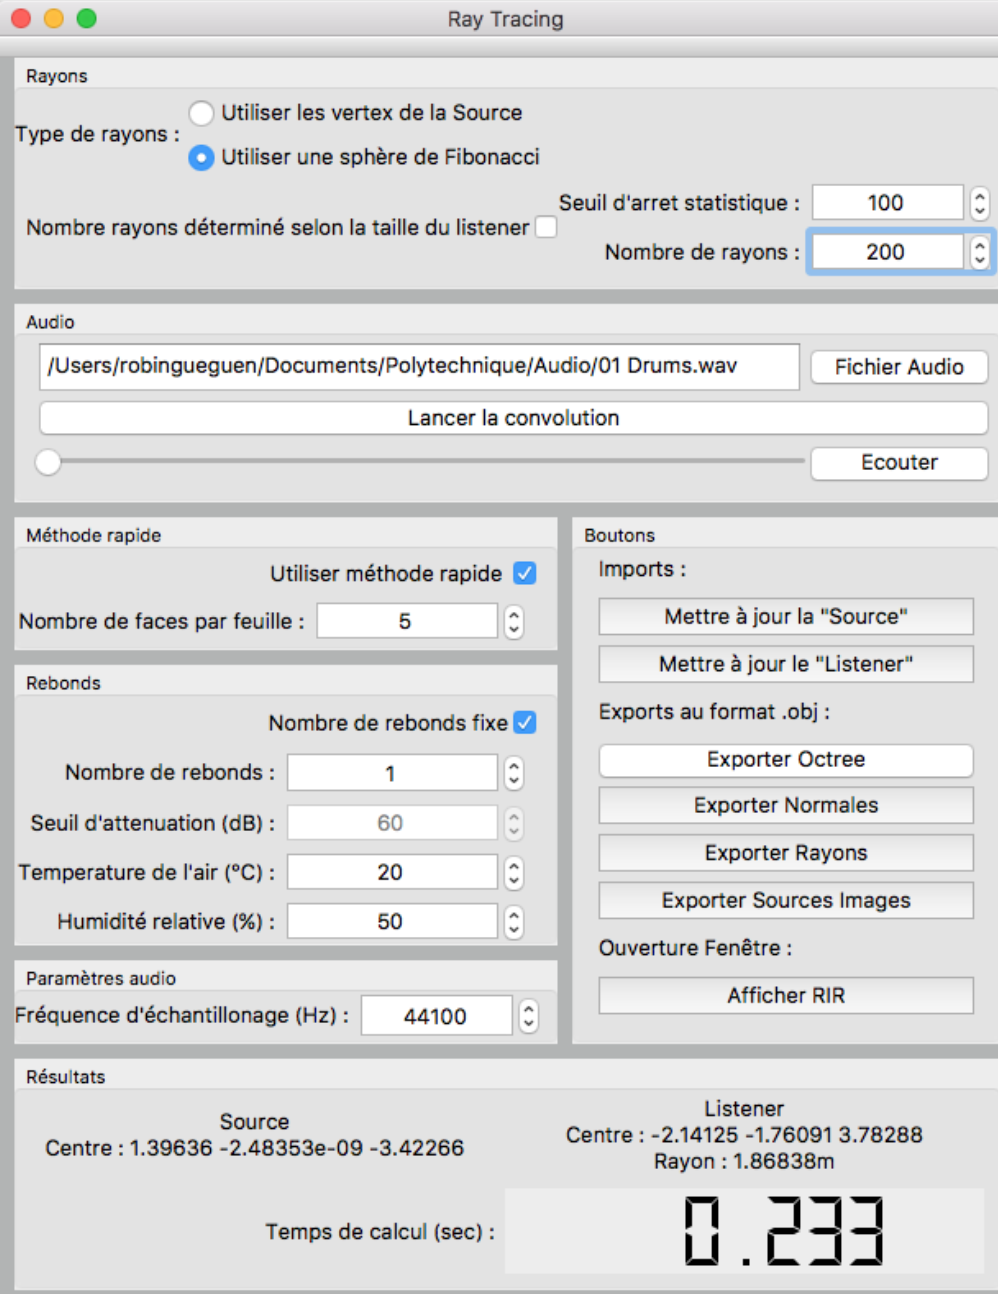 Ray Tracing
Rayons
Type de rayons :
Utiliser les vertex de la Source
Utiliser une sphère de Fibonacci
Nombre rayons déterminé selon la taille du listener
Seuil d'arret statistique :
100
Nombre de rayons :
200
Audio
/Users/robingueguen/Documents/Polytechnique/Audio/01 Drums.wav
Fichier Audio
Lancer la convolution
Ecouter
Méthode rapide
Utiliser méthode rapide
Nombre de faces par feuille :
5
Rebonds
Nombre de rebonds fixe
Nombre de rebonds :
1
Seuil d'attenuation (dB) :
60
Temperature de l'air (°C) :
20
Humidité relative (%) :
50
Paramètres audio
Fréquence d'échantillonage (Hz) :
44100
Boutons
Imports :
Mettre à jour la "Source"
Mettre à jour le "Listener"
Exports au format .obj :
Exporter Octree
Exporter Normales
Exporter Rayons
Exporter Sources Images
Ouverture Fenêtre :
Afficher RIR
Résultats
Source
Centre : 1.39636 -2.48353e-09 -3.42266
Listener
Centre : -2.14125 -1.76091 3.78288
Rayon : 1.86838m
Temps de calcul (sec) :
0.233